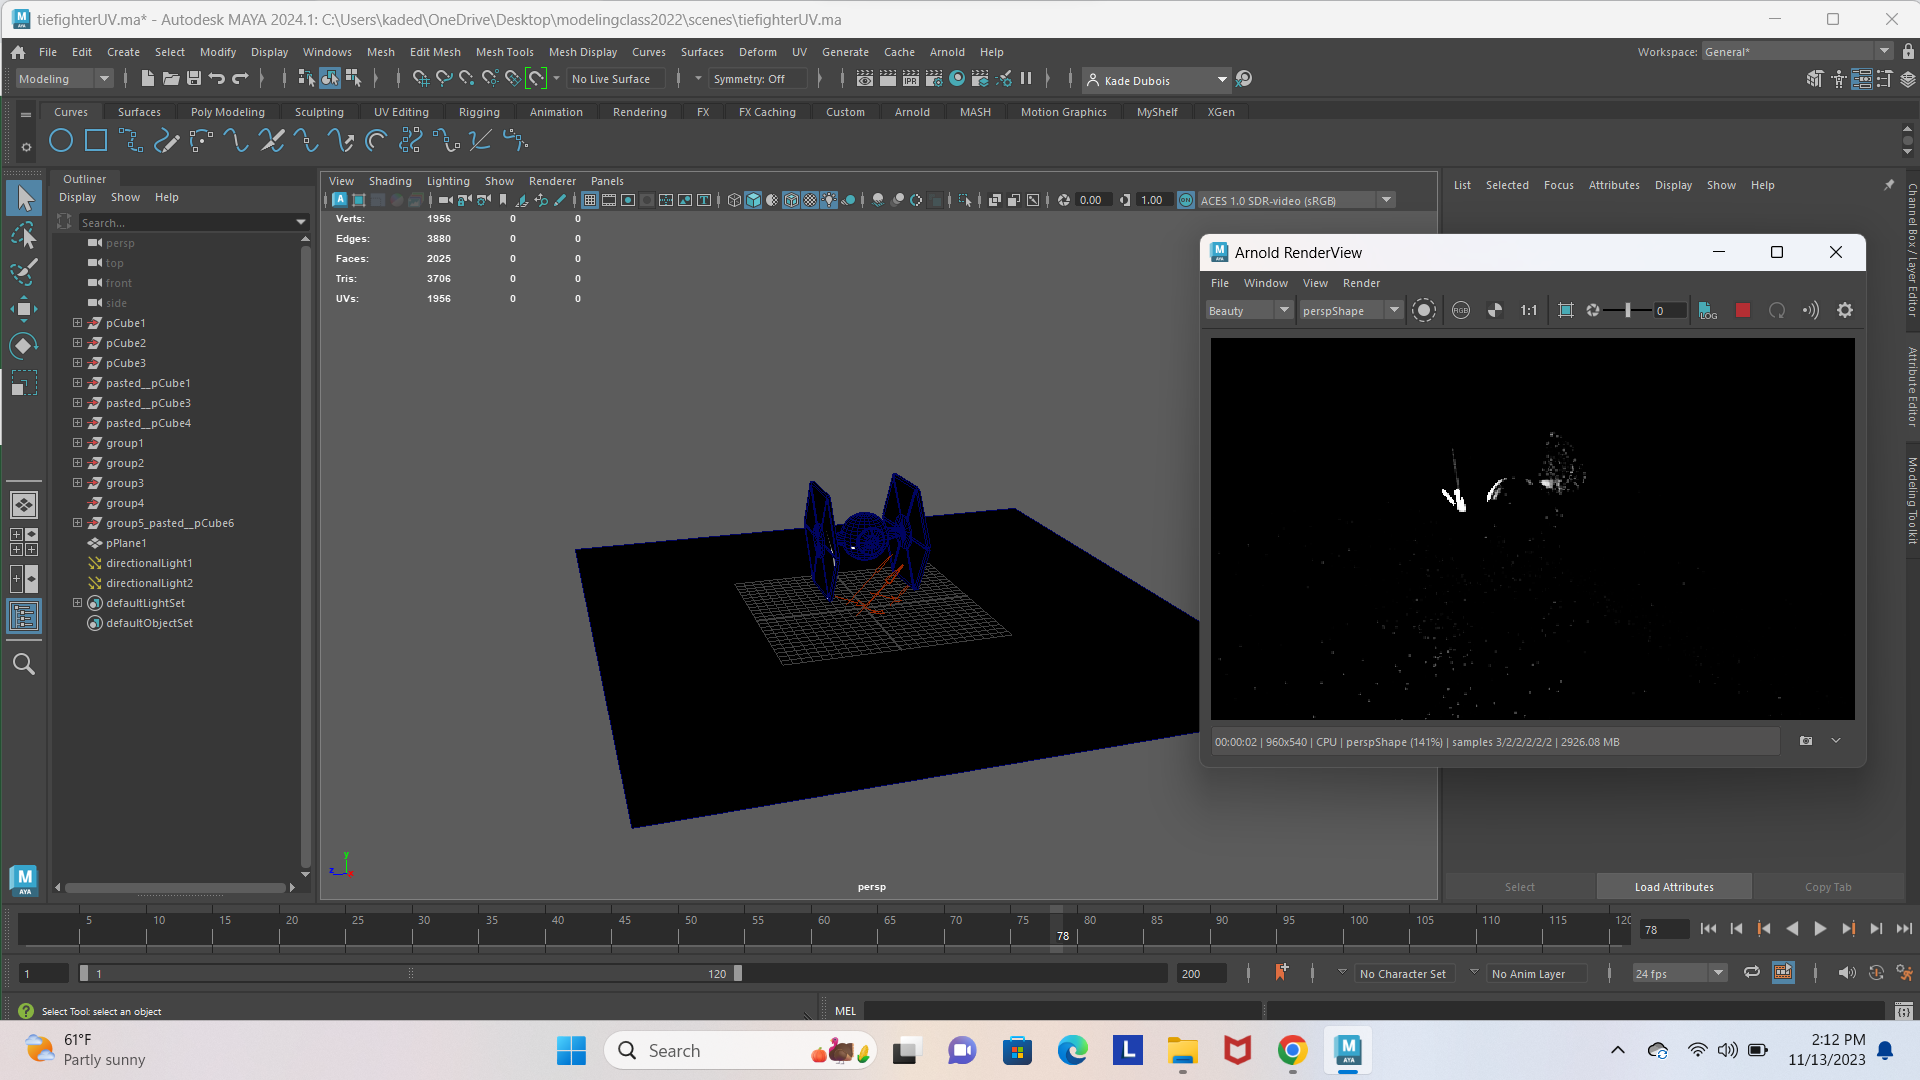 tiefighterUV.ma* - Autodesk MAYA 2024.1: C:\Users\kaded\OneDrive\Desktop\modelingclass2022\scenes\tiefighterUV.ma
File Edit Create Select Modify Display Windows Mesh Edit Mesh Mesh Tools Mesh Display Curves Surfaces Deform UV Generate Cache Arnold Help
Workspace: General*
Modeling
No Live Surface
Symmetry: Off
IPR
Kade Dubois
Curves Surfaces Poly Modeling Sculpting UV Editing Rigging Animation Rendering FX FX Caching Custom Arnold MASH Motion Graphics MyShelf XGen
Outliner
Display Show Help
Search...
persp
top
front
side
pCube1
pCube2
pCube3
pasted__pCube1
pasted__pCube3
pasted__pCube4
group1
group2
group3
group4
group5_pasted__pCube6
pPlane1
directionalLight1
directionalLight2
defaultLightSet
defaultObjectSet
View Shading Lighting Show Renderer Panels
0.00
1.00
ON
ACES 1.0 SDR-video (sRGB)
Verts: 1956 0 0
Edges: 3880 0 0
Faces: 2025 0 0
Tris: 3706 0 0
UVs: 1956 0 0
persp
y
z
x
List Selected Focus Attributes Display Show Help
Channel Box / Layer Editor
Attribute Editor
Modeling Toolkit
Arnold RenderView
File Window View Render
Beauty
perspShape
RGB
1:1
0
LOG
00:00:02 | 960x540 | CPU | perspShape (141%) | samples 3/2/2/2/2/2 | 2926.08 MB
Select
Load Attributes
Copy Tab
M
AYA
5 10 15 20 25 30 35 40 45 50 55 60 65 70 75 80 85 90 95 100 105 110 115 120
78
78
1
1
120
200
No Character Set
No Anim Layer
24 fps
Select Tool: select an object
MEL
61°F
Partly sunny
Search
L
2:12 PM
11/13/2023